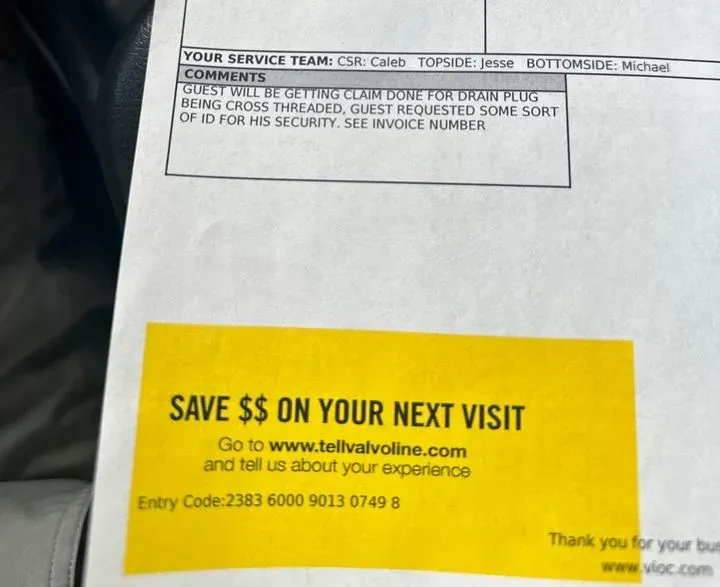 YOUR SERVICE TEAM: CSR: Caleb TOPSIDE: Jesse BOTTOMSIDE: Michael
COMMENTS
GUEST WILL BE GETTING CLAIM DONE FOR DRAIN PLUG
BEING CROSS THREADED, GUEST REQUESTED SOME SORT
OF ID FOR HIS SECURITY. SEE INVOICE NUMBER
SAVE $$ ON YOUR NEXT VISIT
Go to www.tellvalvoline.com
and tell us about your experience
Entry Code:2383 6000 9013 0749 8
Thank you for your bus
www.vioc.com